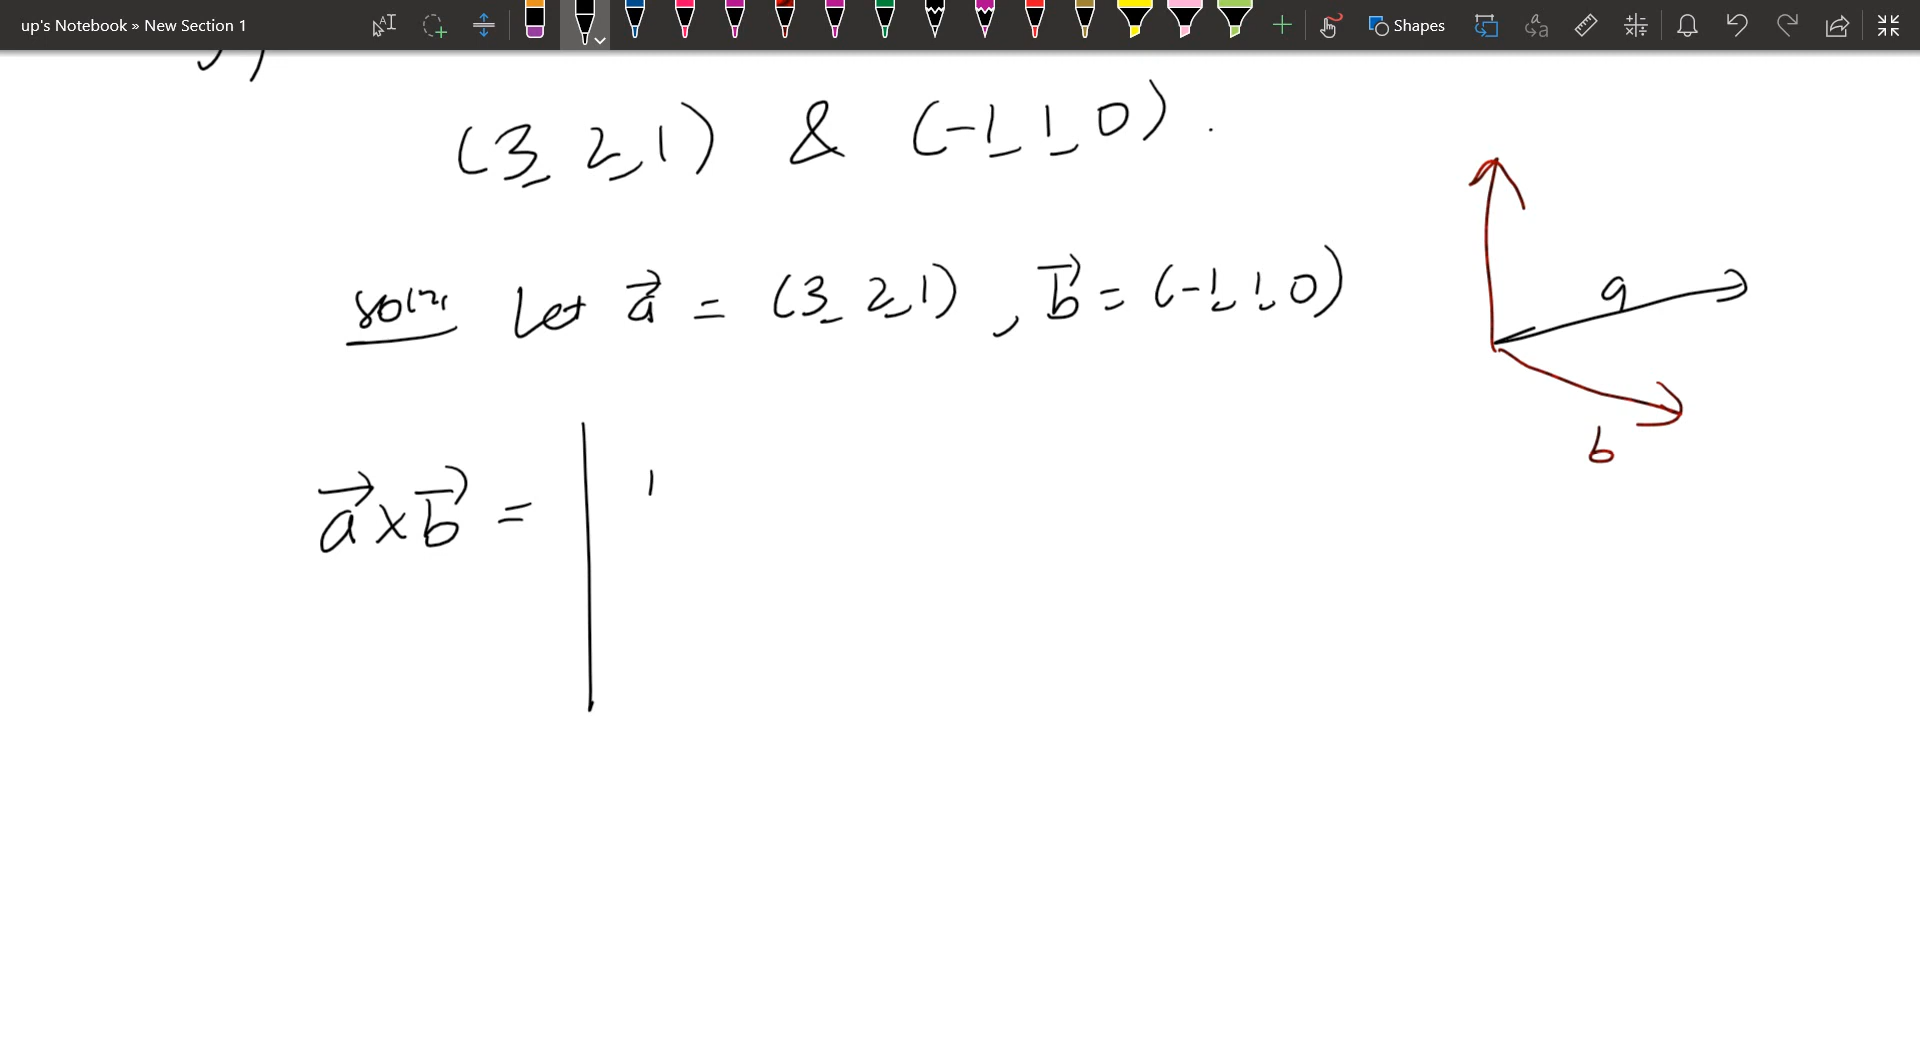 up's Notebook » New Section 1
Shapes
(3, 2, 1) & (-1, 1, 0).
soln Let a⃗ = (3, 2, 1), b⃗ = (-1, 1, 0)
a
b
a⃗ x b⃗ = |